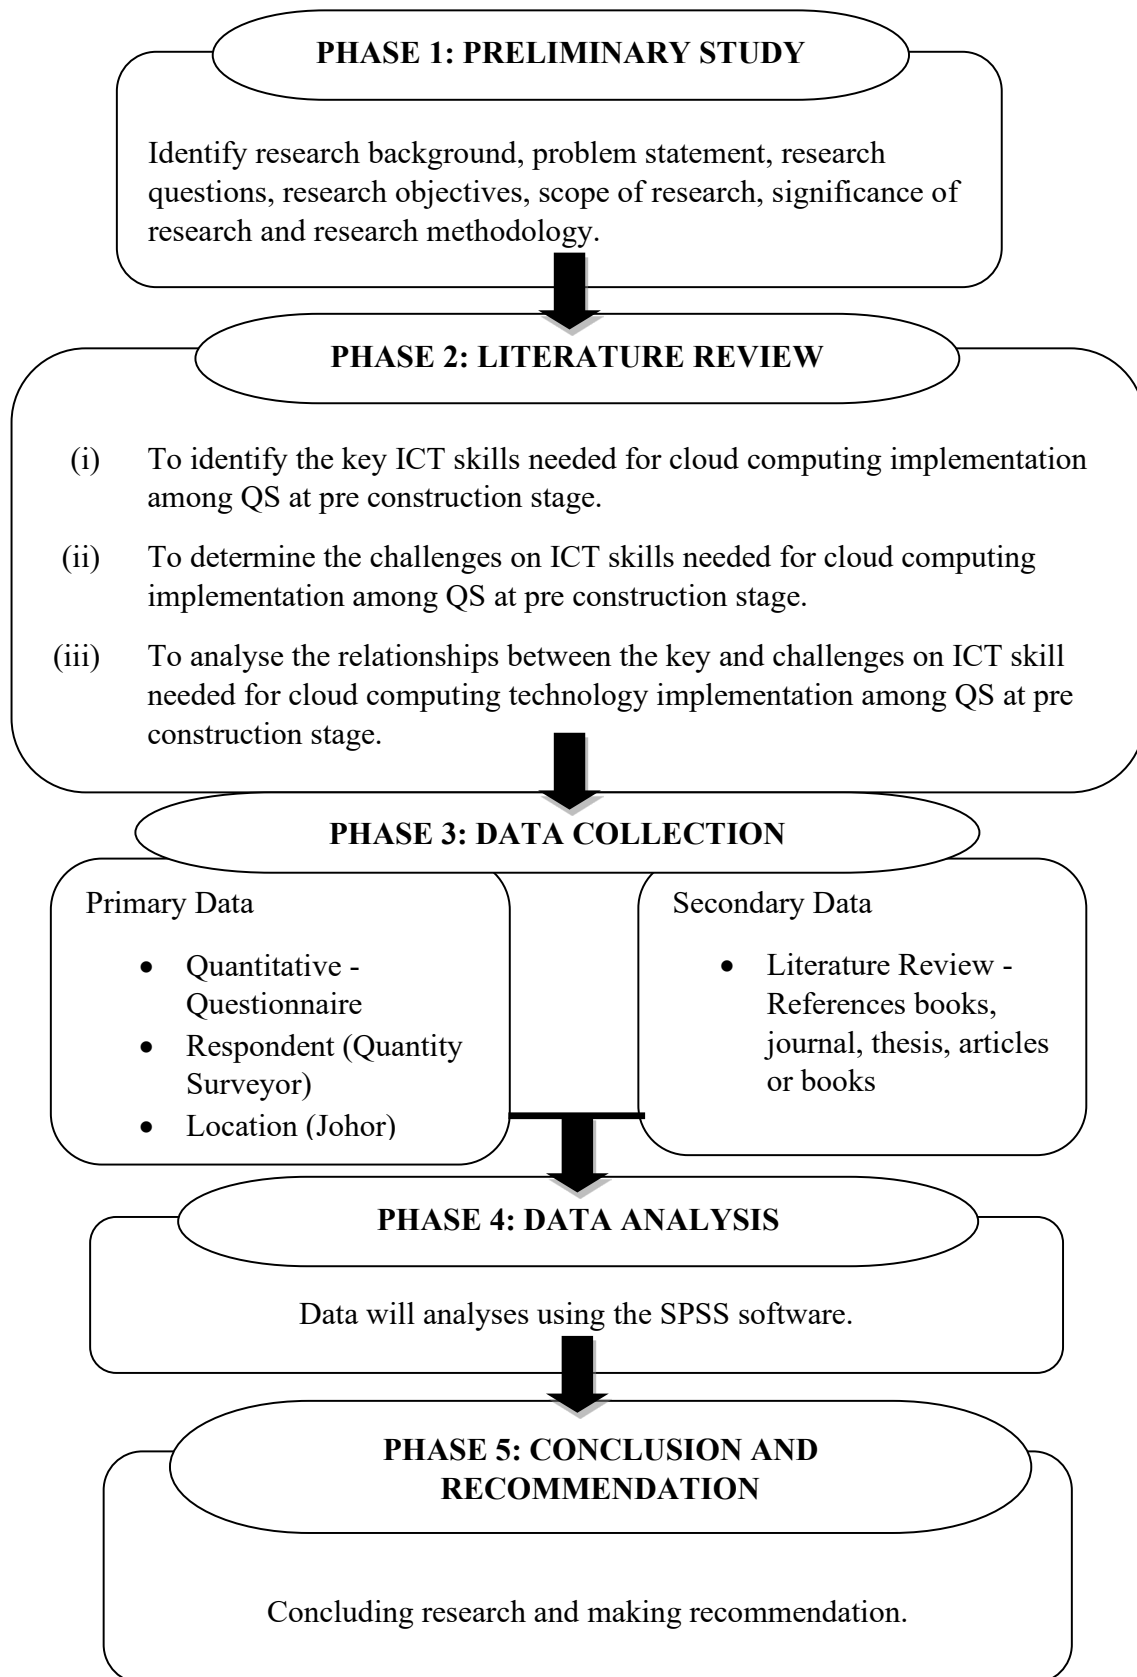 PHASE 1: PRELIMINARY STUDY
Identify research background, problem statement, research
questions, research objectives, scope of research, significance of
research and research methodology.
PHASE 2: LITERATURE REVIEW
(i) To identify the key ICT skills needed for cloud computing implementation
among QS at pre construction stage.
(ii) To determine the challenges on ICT skills needed for cloud computing
implementation among QS at pre construction stage.
(iii) To analyse the relationships between the key and challenges on ICT skill
needed for cloud computing technology implementation among QS at pre
construction stage.
PHASE 3: DATA COLLECTION
Primary Data
• Quantitative -
Questionnaire
• Respondent (Quantity
Surveyor)
• Location (Johor)
Secondary Data
• Literature Review -
References books,
journal, thesis, articles
or books
PHASE 4: DATA ANALYSIS
Data will analyses using the SPSS software.
PHASE 5: CONCLUSION AND
RECOMMENDATION
Concluding research and making recommendation.